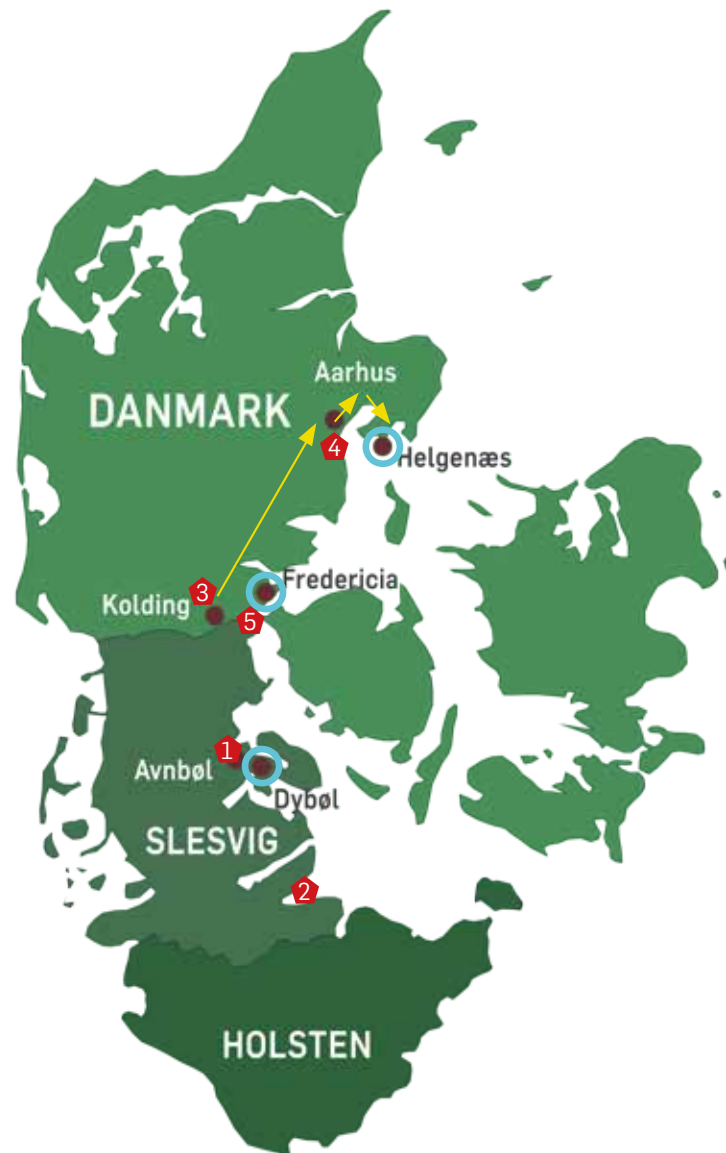 Aarhus
DANMARK
4
Helgenæs
3
Fredericia
Kolding
5
1
Avnbøl
Dybøl
SLESVIG
2
HOLSTEN